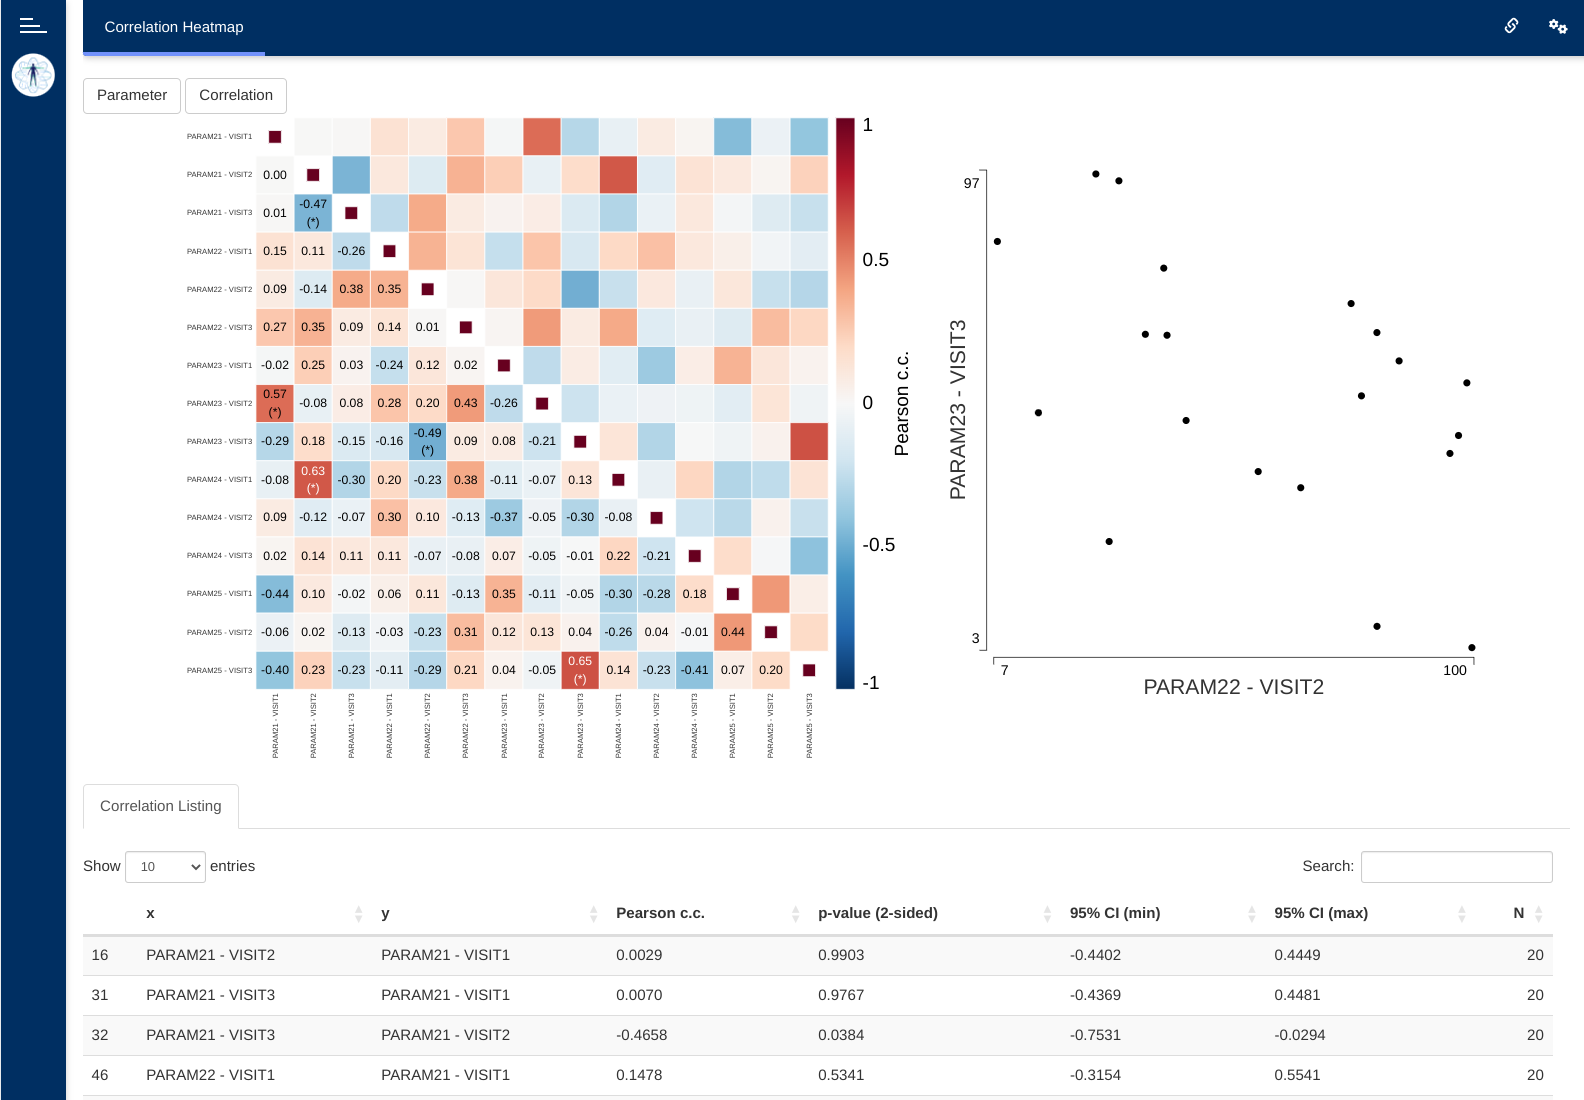 Correlation Heatmap
Parameter
Correlation
PARAM21 - VISIT1
PARAM21 - VISIT2 0.00
PARAM21 - VISIT3 0.01 -0.47 (*)
PARAM22 - VISIT1 0.15 0.11 -0.26
PARAM22 - VISIT2 0.09 -0.14 0.38 0.35
PARAM22 - VISIT3 0.27 0.35 0.09 0.14 0.01
PARAM23 - VISIT1 -0.02 0.25 0.03 -0.24 0.12 0.02
PARAM23 - VISIT2 0.57 (*) -0.08 0.08 0.28 0.20 0.43 -0.26
PARAM23 - VISIT3 -0.29 0.18 -0.15 -0.16 -0.49 (*) 0.09 0.08 -0.21
PARAM24 - VISIT1 -0.08 0.63 (*) -0.30 0.20 -0.23 0.38 -0.11 -0.07 0.13
PARAM24 - VISIT2 0.09 -0.12 -0.07 0.30 0.10 -0.13 -0.37 -0.05 -0.30 -0.08
PARAM24 - VISIT3 0.02 0.14 0.11 0.11 -0.07 -0.08 0.07 -0.05 -0.01 0.22 -0.21
PARAM25 - VISIT1 -0.44 0.10 -0.02 0.06 0.11 -0.13 0.35 -0.11 -0.05 -0.30 -0.28 0.18
PARAM25 - VISIT2 -0.06 0.02 -0.13 -0.03 -0.23 0.31 0.12 0.13 0.04 -0.26 0.04 -0.01 0.44
PARAM25 - VISIT3 -0.40 0.23 -0.23 -0.11 -0.29 0.21 0.04 -0.05 0.65 (*) 0.14 -0.23 -0.41 0.07 0.20
PARAM21 - VISIT1
PARAM21 - VISIT2
PARAM21 - VISIT3
PARAM22 - VISIT1
PARAM22 - VISIT2
PARAM22 - VISIT3
PARAM23 - VISIT1
PARAM23 - VISIT2
PARAM23 - VISIT3
PARAM24 - VISIT1
PARAM24 - VISIT2
PARAM24 - VISIT3
PARAM25 - VISIT1
PARAM25 - VISIT2
PARAM25 - VISIT3
1
0.5
0
-0.5
-1
Pearson c.c.
97
3
PARAM23 - VISIT3
7 100
PARAM22 - VISIT2
Correlation Listing
Show 10 entries
Search:
x y Pearson c.c. p-value (2-sided) 95% CI (min) 95% CI (max) N
16 PARAM21 - VISIT2 PARAM21 - VISIT1 0.0029 0.9903 -0.4402 0.4449 20
31 PARAM21 - VISIT3 PARAM21 - VISIT1 0.0070 0.9767 -0.4369 0.4481 20
32 PARAM21 - VISIT3 PARAM21 - VISIT2 -0.4658 0.0384 -0.7531 -0.0294 20
46 PARAM22 - VISIT1 PARAM21 - VISIT1 0.1478 0.5341 -0.3154 0.5541 20